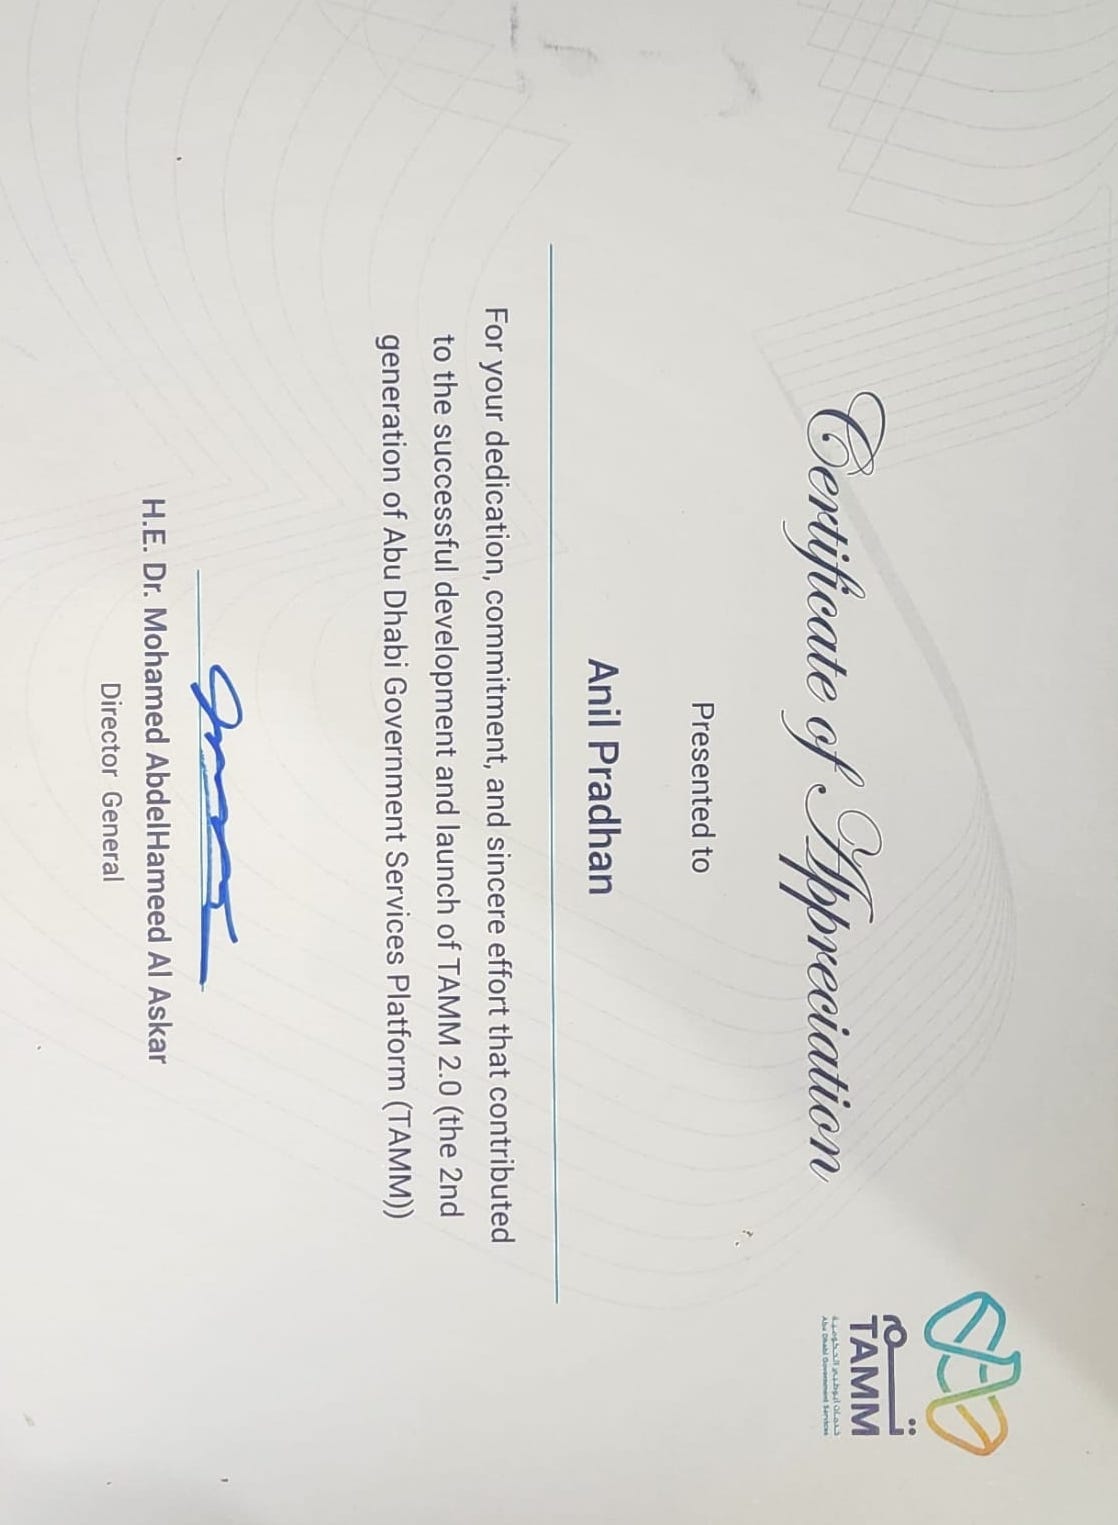 تم
TAMM
خدمات أبوظبي الحكومية
Abu Dhabi Government Services
Certificate of Appreciation
Presented to
Anil Pradhan
For your dedication, commitment, and sincere effort that contributed
to the successful development and launch of TAMM 2.0 (the 2nd
generation of Abu Dhabi Government Services Platform (TAMM))
H.E. Dr. Mohamed AbdelHameed Al Askar
Director General